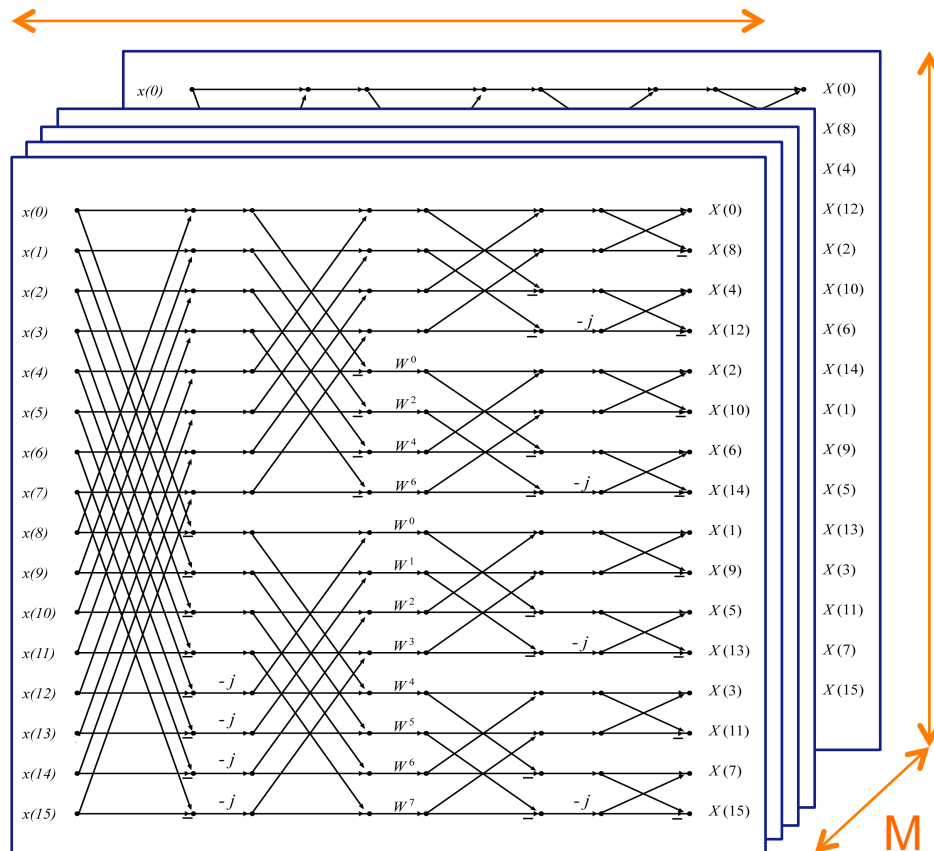 x(0) X(0)
X(8)
X(4)
x(0) X(0) X(12)
x(1) X(8) X(2)
x(2) X(4) X(10)
x(3) -j X(12) X(6)
x(4) W⁰ X(2) X(14)
x(5) W² X(10) X(1)
x(6) W⁴ X(6) X(9)
x(7) W⁶ -j X(14) X(5)
x(8) W⁰ X(1) X(13)
x(9) W¹ X(9) X(3)
x(10) W² X(5) X(11)
x(11) W³ -j X(13) X(7)
x(12) -j W⁴ X(3) X(15)
x(13) -j W⁵ X(11)
x(14) -j W⁶ X(7)
x(15) -j W⁷ -j X(15)
M